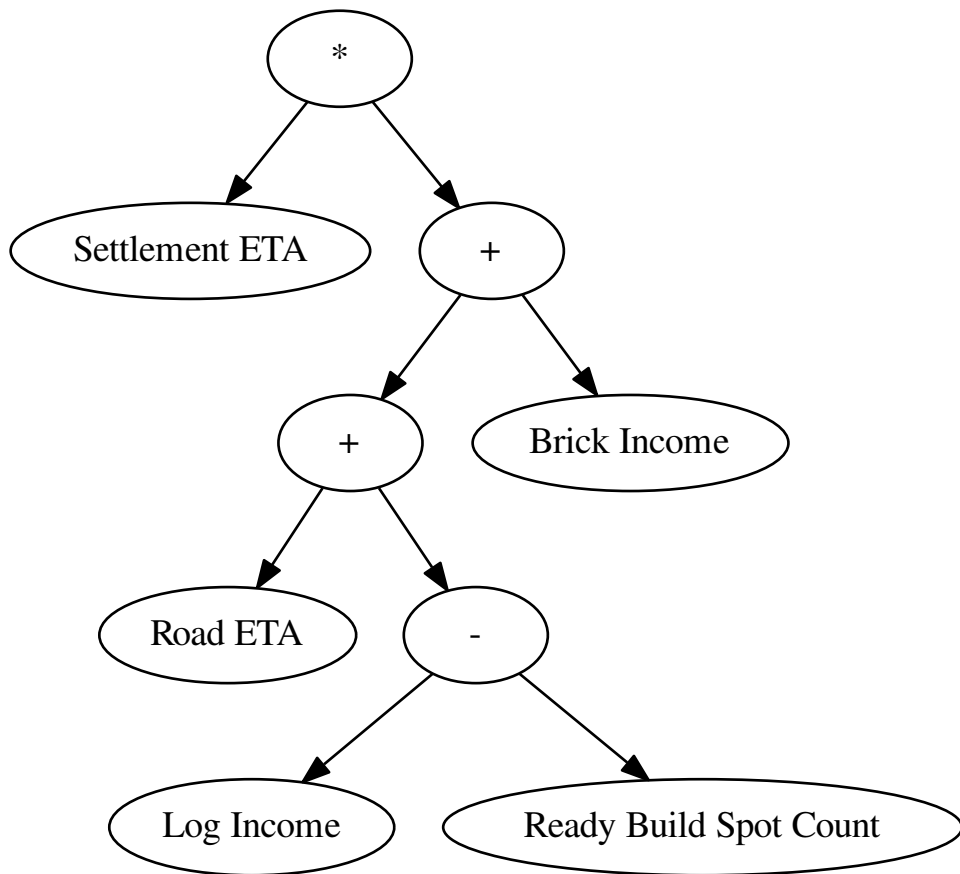 *
Settlement ETA
+
+
Brick Income
Road ETA
-
Log Income
Ready Build Spot Count